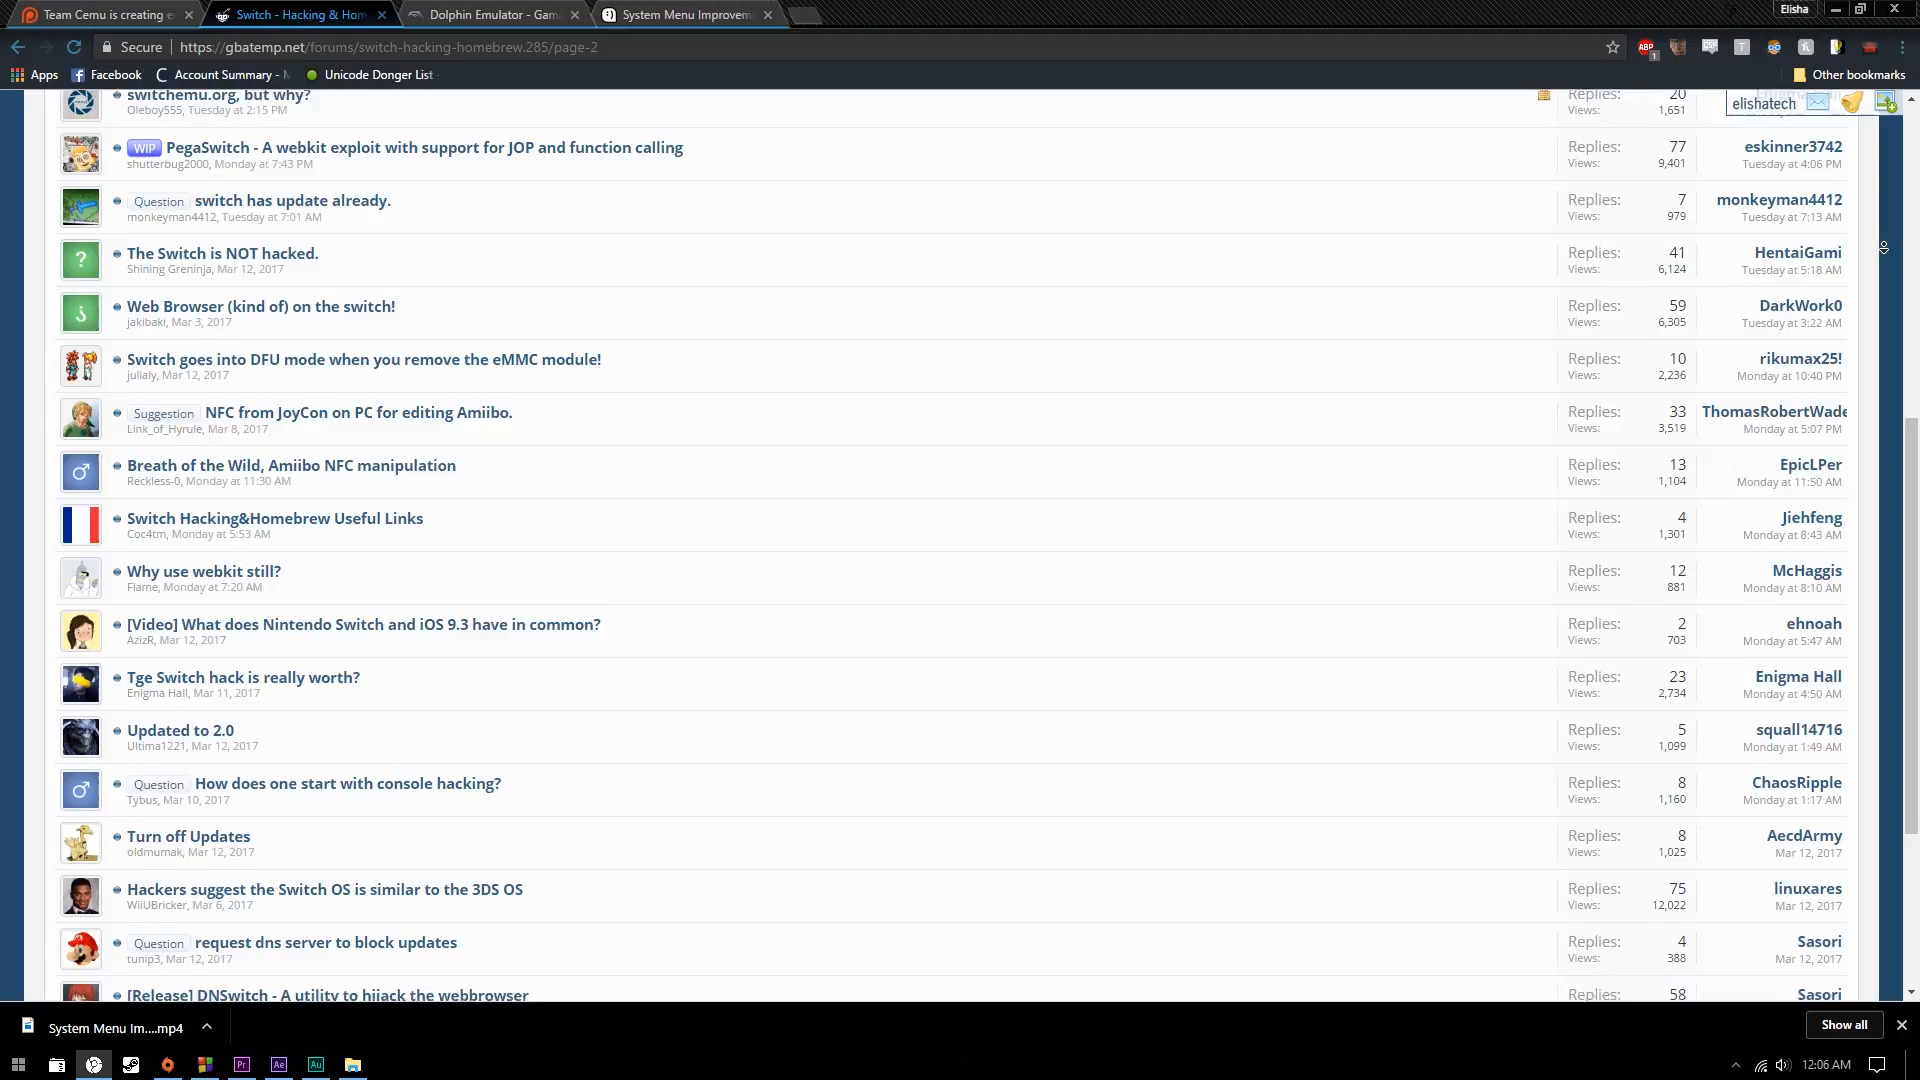 Team Cemu is creating e
Switch - Hacking & Hom
Dolphin Emulator - Gam
System Menu Improvem
Elisha
Secure
https://gbatemp.net/forums/switch-hacking-homebrew.285/page-2
ABP
1
Apps
Facebook
Account Summary -
Unicode Donger List
Other bookmarks
elishatech
switchemu.org, but why?
Oleboy555, Tuesday at 2:15 PM
Replies: 20
Views: 1,651
WIP PegaSwitch - A webkit exploit with support for JOP and function calling
shutterbug2000, Monday at 7:43 PM
Replies: 77
Views: 9,401
eskinner3742
Tuesday at 4:06 PM
Question switch has update already.
monkeyman4412, Tuesday at 7:01 AM
Replies: 7
Views: 979
monkeyman4412
Tuesday at 7:13 AM
The Switch is NOT hacked.
Shining Greninja, Mar 12, 2017
Replies: 41
Views: 6,124
HentaiGami
Tuesday at 5:18 AM
Web Browser (kind of) on the switch!
jakibaki, Mar 3, 2017
Replies: 59
Views: 6,305
DarkWork0
Tuesday at 3:22 AM
Switch goes into DFU mode when you remove the eMMC module!
julialy, Mar 12, 2017
Replies: 10
Views: 2,236
rikumax25!
Monday at 10:40 PM
Suggestion NFC from JoyCon on PC for editing Amiibo.
Link_of_Hyrule, Mar 8, 2017
Replies: 33
Views: 3,519
ThomasRobertWade
Monday at 5:07 PM
Breath of the Wild, Amiibo NFC manipulation
Reckless-0, Monday at 11:30 AM
Replies: 13
Views: 1,104
EpicLPer
Monday at 11:50 AM
Switch Hacking&Homebrew Useful Links
Coc4tm, Monday at 5:53 AM
Replies: 4
Views: 1,301
Jiehfeng
Monday at 8:43 AM
Why use webkit still?
Flame, Monday at 7:20 AM
Replies: 12
Views: 881
McHaggis
Monday at 8:10 AM
[Video] What does Nintendo Switch and iOS 9.3 have in common?
AzizR, Mar 12, 2017
Replies: 2
Views: 703
ehnoah
Monday at 5:47 AM
Tge Switch hack is really worth?
Enigma Hall, Mar 11, 2017
Replies: 23
Views: 2,734
Enigma Hall
Monday at 4:50 AM
Updated to 2.0
Ultima1221, Mar 12, 2017
Replies: 5
Views: 1,099
squall14716
Monday at 1:49 AM
Question How does one start with console hacking?
Tybus, Mar 10, 2017
Replies: 8
Views: 1,160
ChaosRipple
Monday at 1:17 AM
Turn off Updates
oldmumak, Mar 12, 2017
Replies: 8
Views: 1,025
AecdArmy
Mar 12, 2017
Hackers suggest the Switch OS is similar to the 3DS OS
WiiUBricker, Mar 6, 2017
Replies: 75
Views: 12,022
linuxares
Mar 12, 2017
Question request dns server to block updates
tunip3, Mar 12, 2017
Replies: 4
Views: 388
Sasori
Mar 12, 2017
[Release] DNSwitch - A utility to hijack the webbrowser
Replies: 58
Sasori
System Menu Im....mp4
Show all
Pr
Ae
Au
12:06 AM